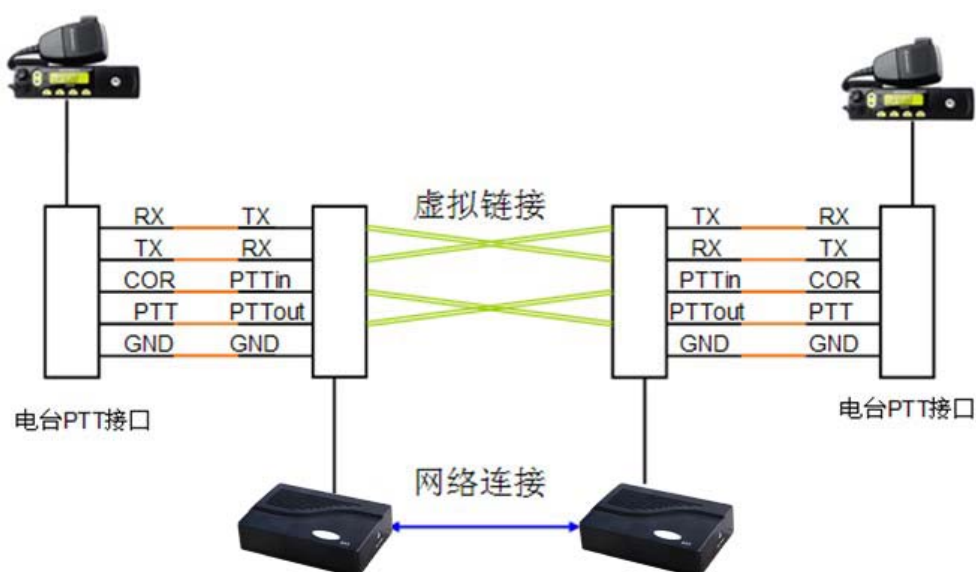 虚拟链接
RX TX TX RX
TX RX RX TX
COR PTTin PTTin COR
PTT PTTout PTTout PTT
GND GND GND GND
电台PTT接口 电台PTT接口
网络连接